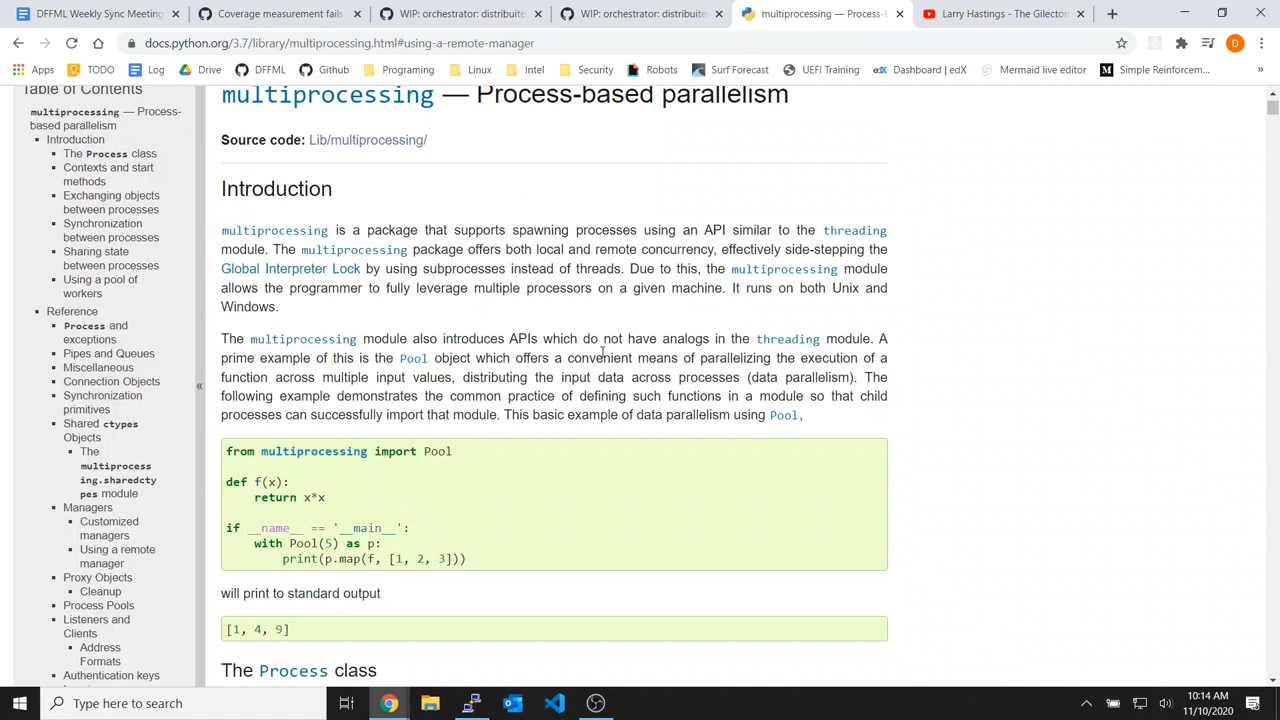 DFFML Weekly Sync Meeting
Coverage measurement fails
WIP: orchestrator: distribute
WIP: orchestrator: distribute
multiprocessing — Process-b
Larry Hastings - The Gilecton
docs.python.org/3.7/library/multiprocessing.html#using-a-remote-manager
D
Apps
TODO
Log
Drive
DFFML
Github
Programing
Linux
Intel
Security
Robots
Surf Forecast
UEFI Training
edX
Dashboard | edX
Mermaid live editor
M
Simple Reinforcem...
»
Table of Contents
multiprocessing — Process-
based parallelism
Introduction
The Process class
Contexts and start
methods
Exchanging objects
between processes
Synchronization
between processes
Sharing state
between processes
Using a pool of
workers
Reference
Process and
exceptions
Pipes and Queues
Miscellaneous
Connection Objects
Synchronization
primitives
Shared ctypes
Objects
The
multiprocess
ing.sharedcty
pes module
Managers
Customized
managers
Using a remote
manager
Proxy Objects
Cleanup
Process Pools
Listeners and
Clients
Address
Formats
Authentication keys
«
multiprocessing — Process-based parallelism
Source code: Lib/multiprocessing/
Introduction
multiprocessing is a package that supports spawning processes using an API similar to the threading
module. The multiprocessing package offers both local and remote concurrency, effectively side-stepping the
Global Interpreter Lock by using subprocesses instead of threads. Due to this, the multiprocessing module
allows the programmer to fully leverage multiple processors on a given machine. It runs on both Unix and
Windows.
The multiprocessing module also introduces APIs which do not have analogs in the threading module. A
prime example of this is the Pool object which offers a convenient means of parallelizing the execution of a
function across multiple input values, distributing the input data across processes (data parallelism). The
following example demonstrates the common practice of defining such functions in a module so that child
processes can successfully import that module. This basic example of data parallelism using Pool,
from multiprocessing import Pool
def f(x):
    return x*x
if __name__ == '__main__':
    with Pool(5) as p:
        print(p.map(f, [1, 2, 3]))
will print to standard output
[1, 4, 9]
The Process class
Type here to search
10:14 AM
11/10/2020